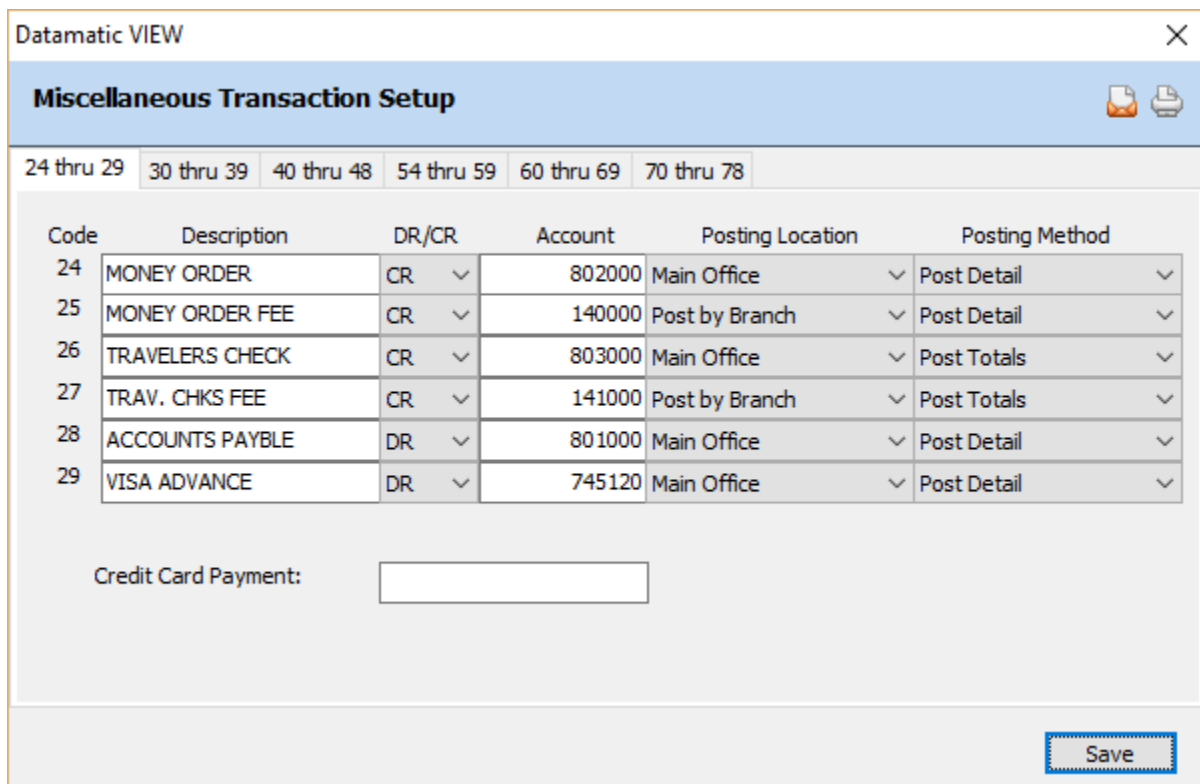 Datamatic VIEW
Miscellaneous Transaction Setup
24 thru 29 30 thru 39 40 thru 48 54 thru 59 60 thru 69 70 thru 78
Code Description DR/CR Account Posting Location Posting Method
24 MONEY ORDER CR 802000 Main Office Post Detail
25 MONEY ORDER FEE CR 140000 Post by Branch Post Detail
26 TRAVELERS CHECK CR 803000 Main Office Post Totals
27 TRAV. CHKS FEE CR 141000 Post by Branch Post Totals
28 ACCOUNTS PAYBLE DR 801000 Main Office Post Detail
29 VISA ADVANCE DR 745120 Main Office Post Detail
Credit Card Payment:
Save